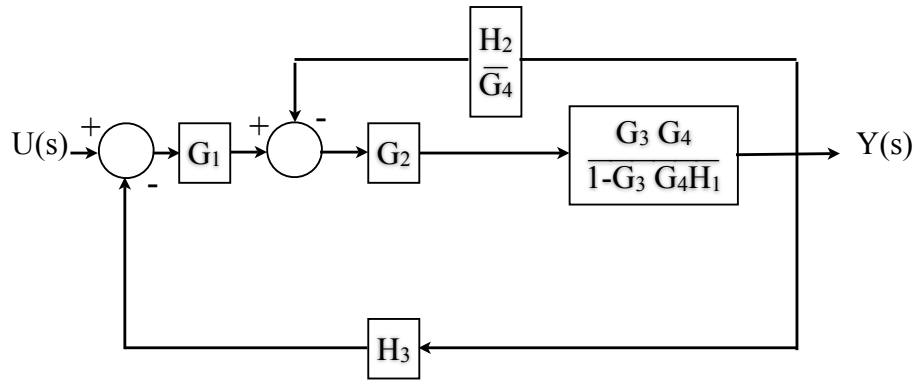 H₂
G₄
U(s)
+
-
G₁
+
-
G₂
G₃ G₄
1-G₃ G₄H₁
Y(s)
H₃